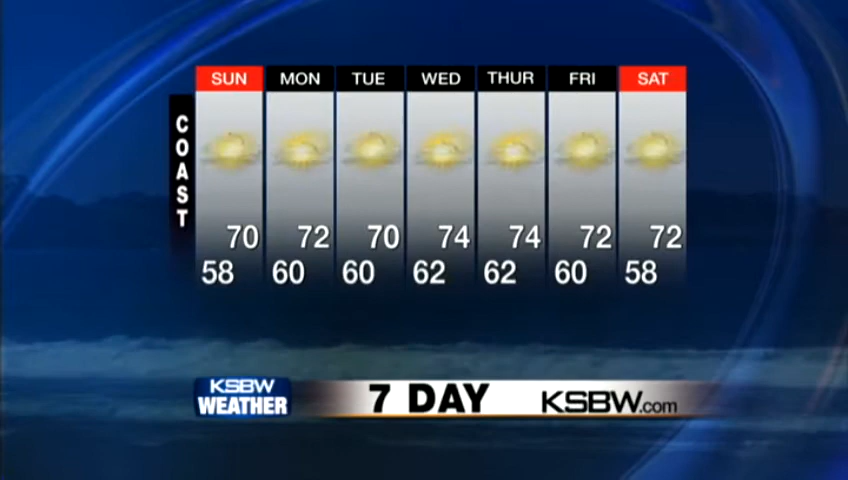 SUN MON TUE WED THUR FRI SAT
COAST
70 72 70 74 74 72 72
58 60 60 62 62 60 58
KSBW
WEATHER
7 DAY
KSBW.com